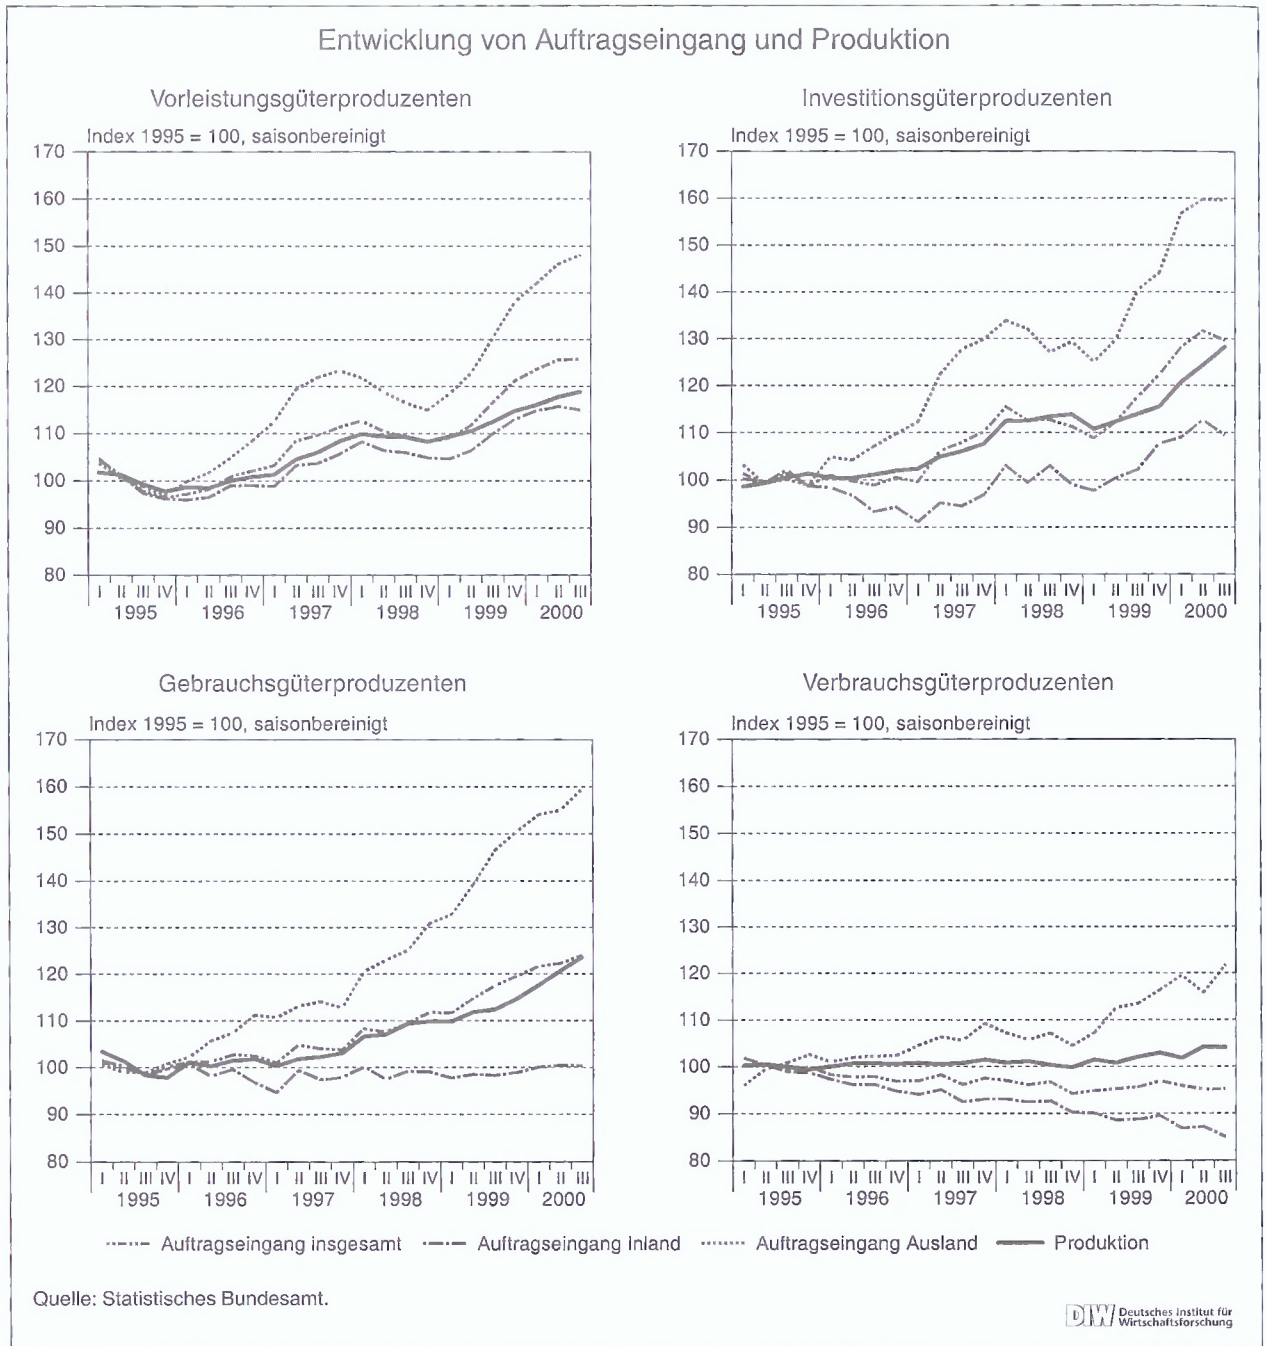 Entwicklung von Auftragseingang und Produktion
Vorleistungsgüterproduzenten
Index 1995 = 100, saisonbereinigt
170
160
150
140
130
120
110
100
90
80
I II III IV I II III IV I II III IV I II III IV I II III IV I II III
1995 1996 1997 1998 1999 2000
Investitionsgüterproduzenten
Index 1995 = 100, saisonbereinigt
170
160
150
140
130
120
110
100
90
80
I II III IV I II III IV I II III IV I II III IV I II III IV I II III
1995 1996 1997 1998 1999 2000
Gebrauchsgüterproduzenten
Index 1995 = 100, saisonbereinigt
170
160
150
140
130
120
110
100
90
80
I II III IV I II III IV I II III IV I II III IV I II III IV I II III
1995 1996 1997 1998 1999 2000
Verbrauchsgüterproduzenten
Index 1995 = 100, saisonbereinigt
170
160
150
140
130
120
110
100
90
80
I II III IV I II III IV I II III IV I II III IV I II III IV I II III
1995 1996 1997 1998 1999 2000
Auftragseingang insgesamt Auftragseingang Inland Auftragseingang Ausland Produktion
Quelle: Statistisches Bundesamt.
DIW Deutsches Institut für
Wirtschaftsforschung